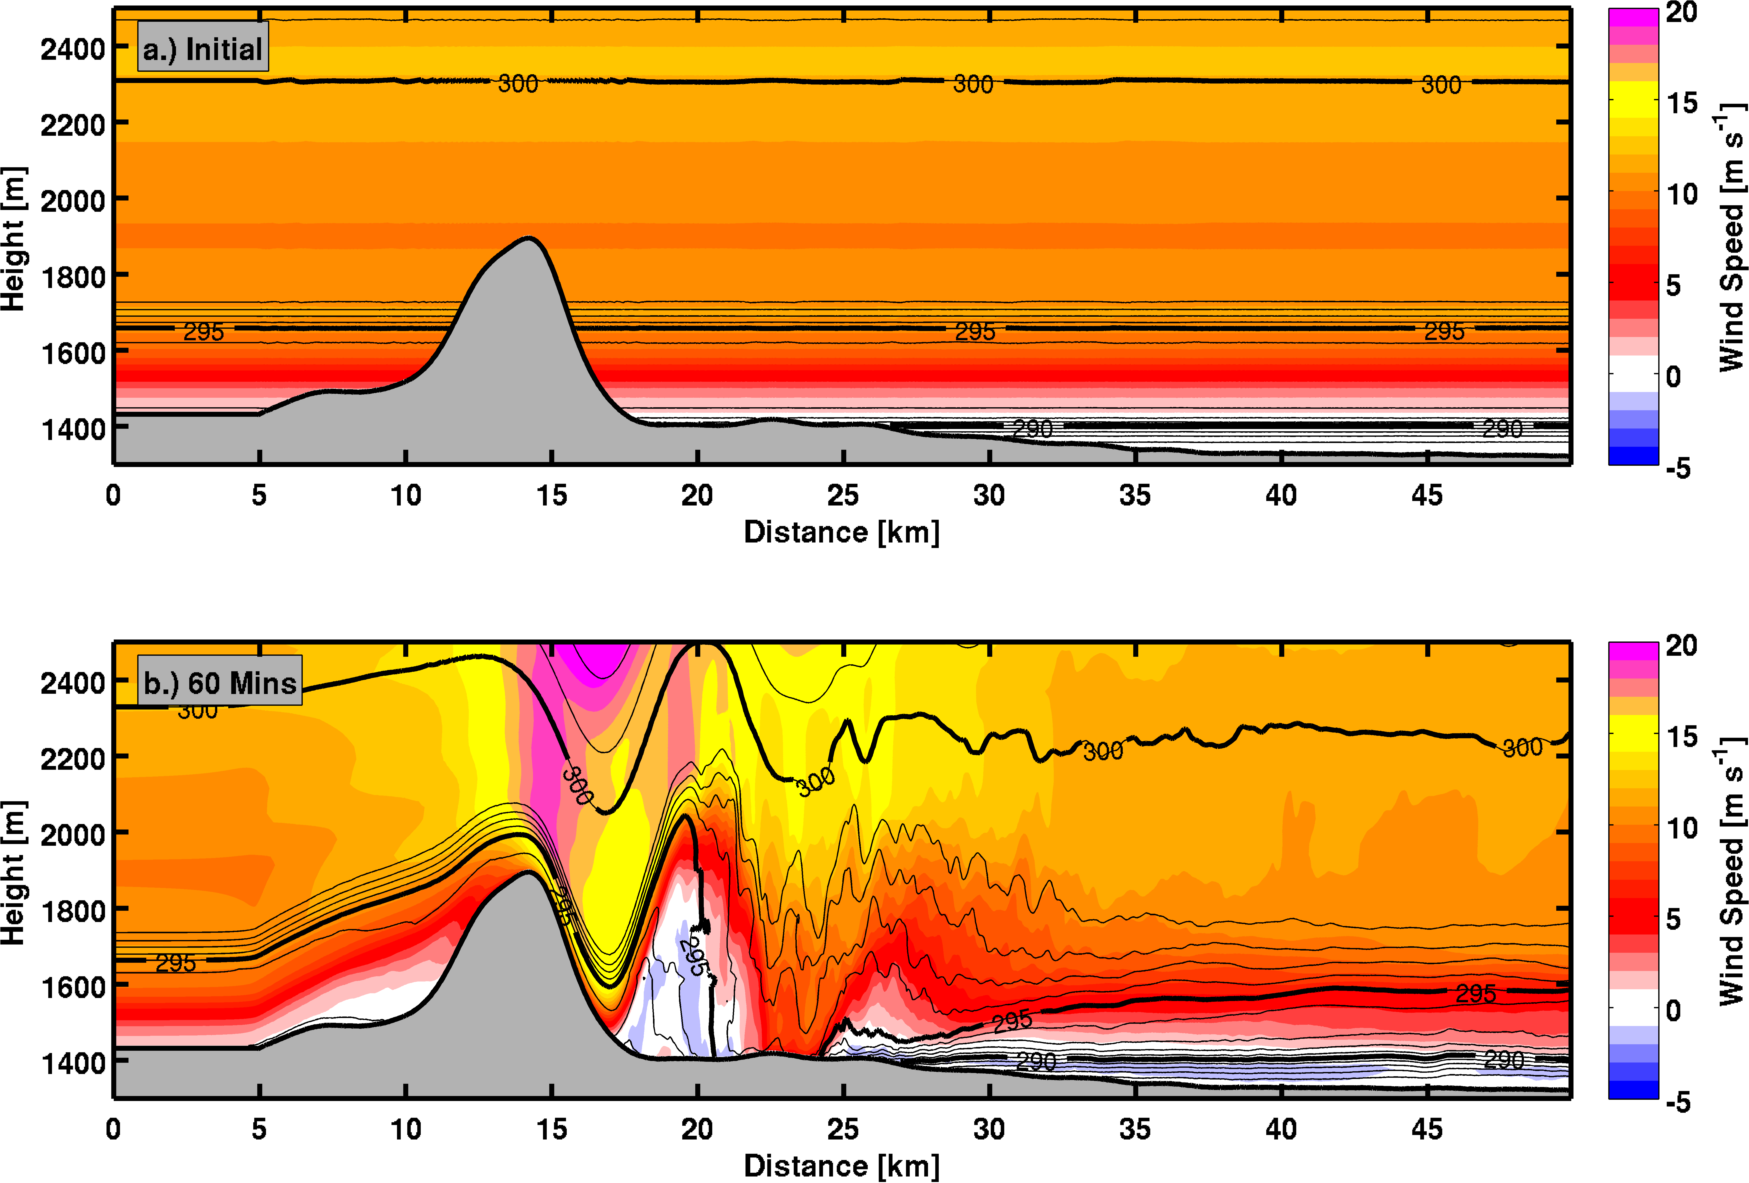 a.) Initial
2400
2200
2000
1800
1600
1400
Height [m]
300 300 300
295 295 295
290 290
0 5 10 15 20 25 30 35 40 45
Distance [km]
20
15
10
5
0
-5
Wind Speed [m s⁻¹]
b.) 60 Mins
2400
2200
2000
1800
1600
1400
Height [m]
300 300 300 300 300
295 295 295 295 295
290 290
0 5 10 15 20 25 30 35 40 45
Distance [km]
20
15
10
5
0
-5
Wind Speed [m s⁻¹]